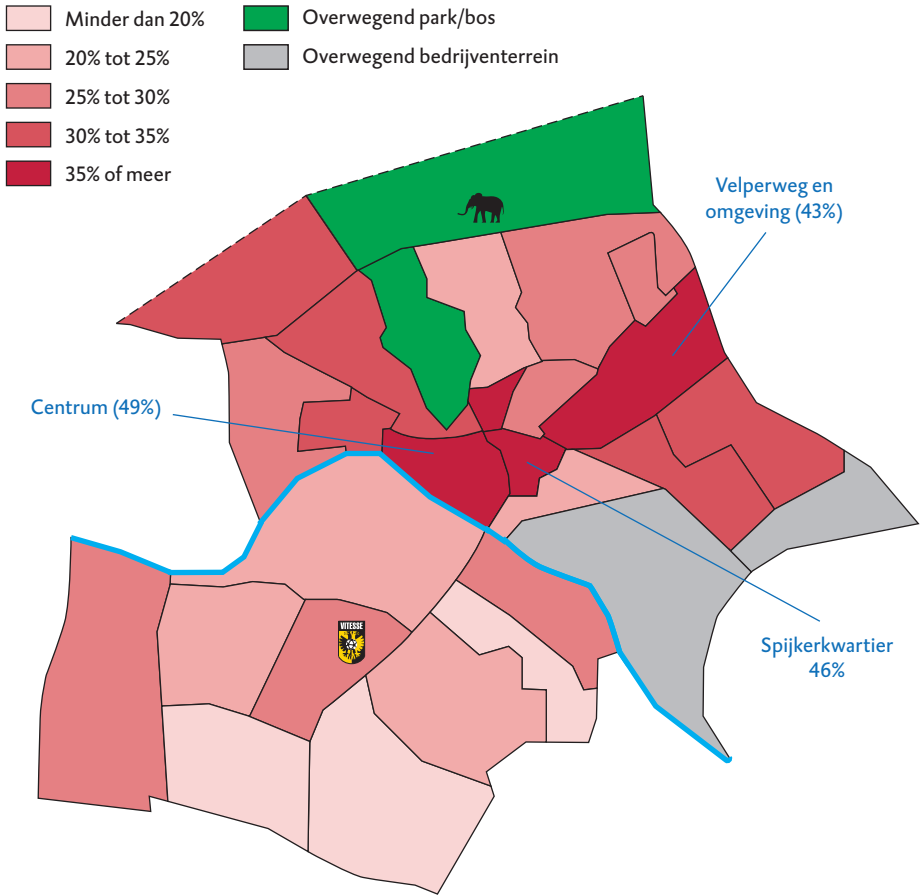 Minder dan 20%
20% tot 25%
25% tot 30%
30% tot 35%
35% of meer
Overwegend park/bos
Overwegend bedrijventerrein
Velperweg en
omgeving (43%)
Centrum (49%)
VITESSE
Spijkerkwartier
46%